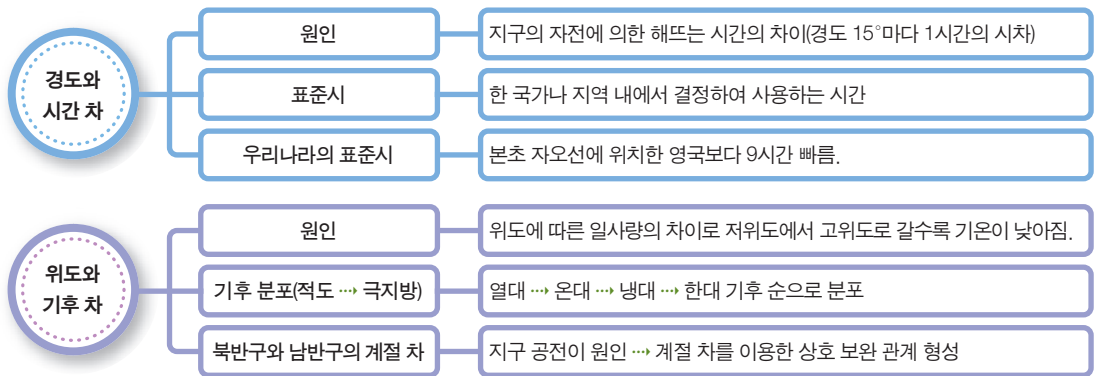 경도와
시간 차
원인
지구의 자전에 의한 해뜨는 시간의 차이(경도 15°마다 1시간의 시차)
표준시
한 국가나 지역 내에서 결정하여 사용하는 시간
우리나라의 표준시
본초 자오선에 위치한 영국보다 9시간 빠름.
위도와
기후 차
원인
위도에 따른 일사량의 차이로 저위도에서 고위도로 갈수록 기온이 낮아짐.
기후 분포(적도 ⋯→ 극지방)
열대 ⋯→ 온대 ⋯→ 냉대 ⋯→ 한대 기후 순으로 분포
북반구와 남반구의 계절 차
지구 공전이 원인 ⋯→ 계절 차를 이용한 상호 보완 관계 형성